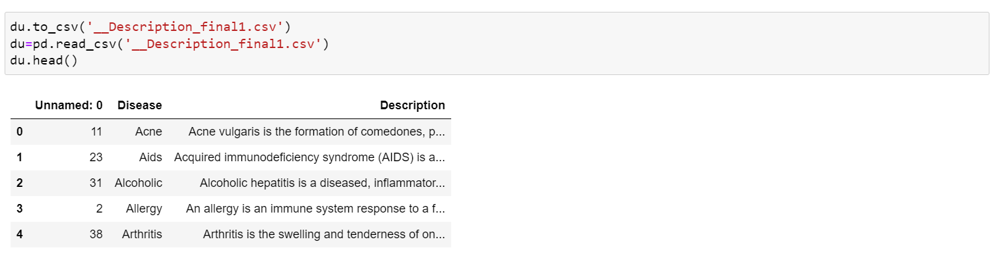 du.to_csv('__Description_final1.csv')
du=pd.read_csv('__Description_final1.csv')
du.head()
Unnamed: 0 Disease Description
0 11 Acne Acne vulgaris is the formation of comedones, p...
1 23 Aids Acquired immunodeficiency syndrome (AIDS) is a...
2 31 Alcoholic Alcoholic hepatitis is a diseased, inflammator...
3 2 Allergy An allergy is an immune system response to a f...
4 38 Arthritis Arthritis is the swelling and tenderness of on...